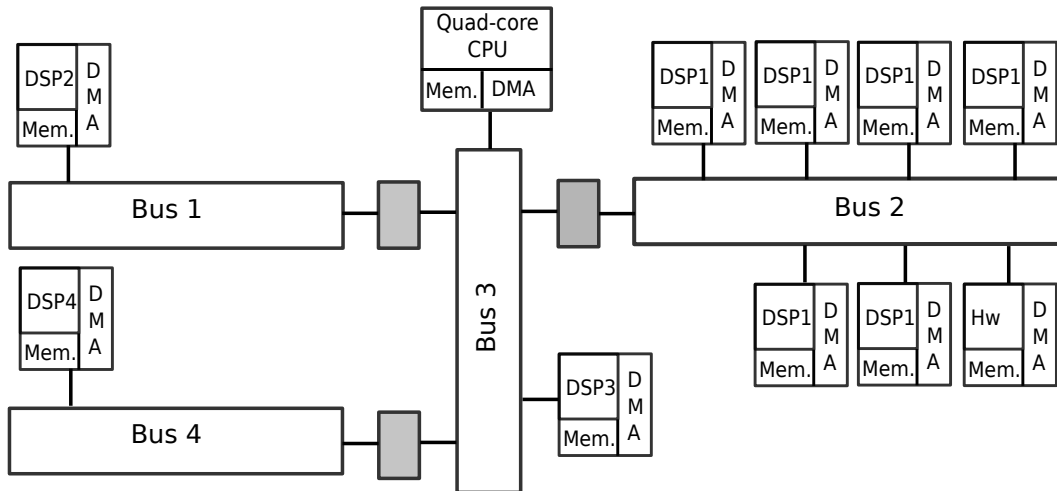 Quad-core
CPU
Mem. DMA
DSP2 D
M
Mem. A
DSP1 D
M
Mem. A
DSP1 D
M
Mem. A
DSP1 D
M
Mem. A
DSP1 D
M
Mem. A
Bus 1
Bus 2
Bus 3
DSP4 D
M
Mem. A
DSP1 D
M
Mem. A
DSP1 D
M
Mem. A
Hw D
M
Mem. A
DSP3 D
M
Mem. A
Bus 4